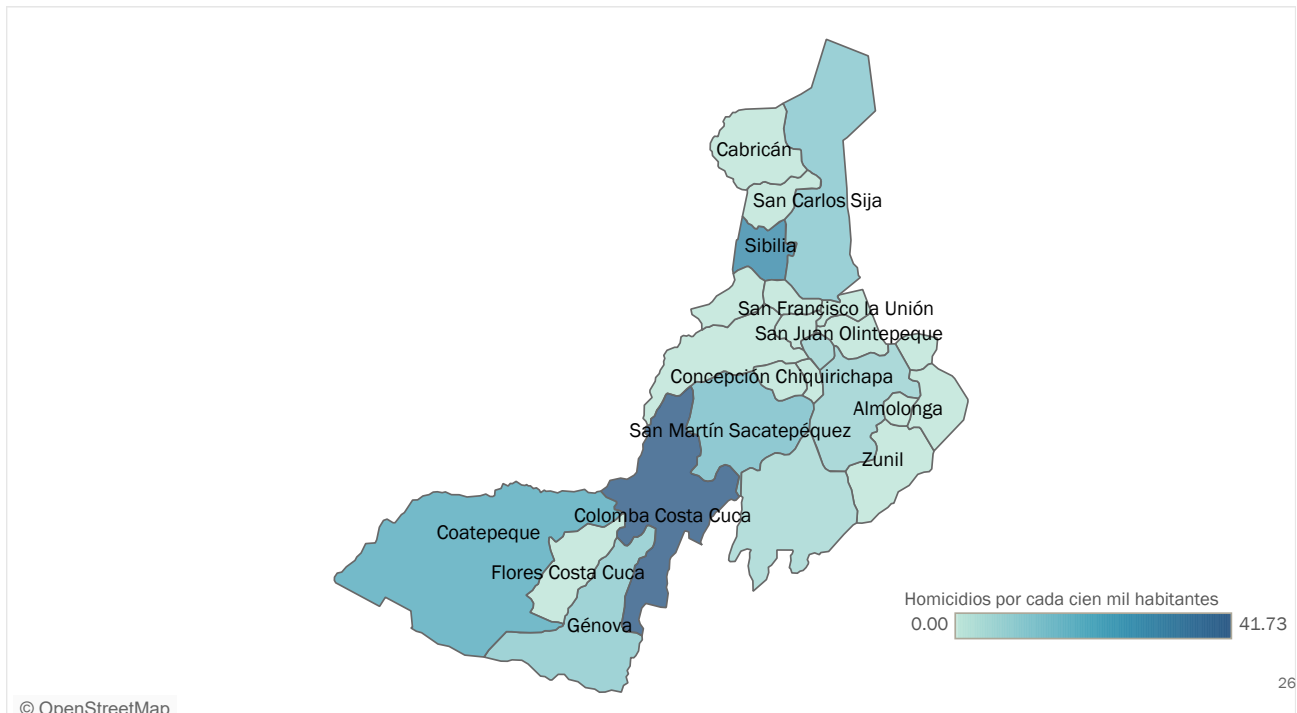 Cabricán
San Carlos Sija
Sibilia
San Francisco la Unión
San Juan Olintepeque
Concepción Chiquirichapa
Almolonga
San Martín Sacatepéquez
Zunil
Colomba Costa Cuca
Coatepeque
Flores Costa Cuca
Génova
Homicidios por cada cien mil habitantes
0.00
41.73
26
© OpenStreetMap